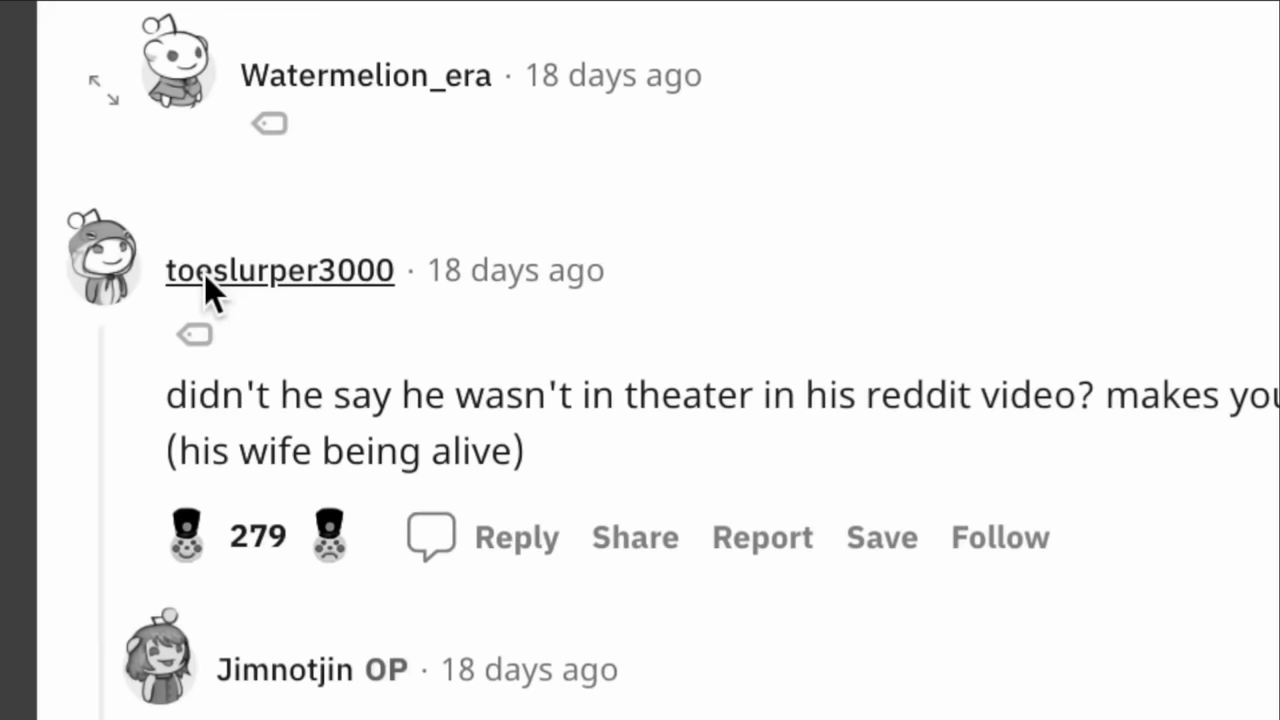 Watermelion_era · 18 days ago
toeslurper3000 · 18 days ago
didn't he say he wasn't in theater in his reddit video? makes you
(his wife being alive)
279 Reply Share Report Save Follow
Jimnotjin OP · 18 days ago